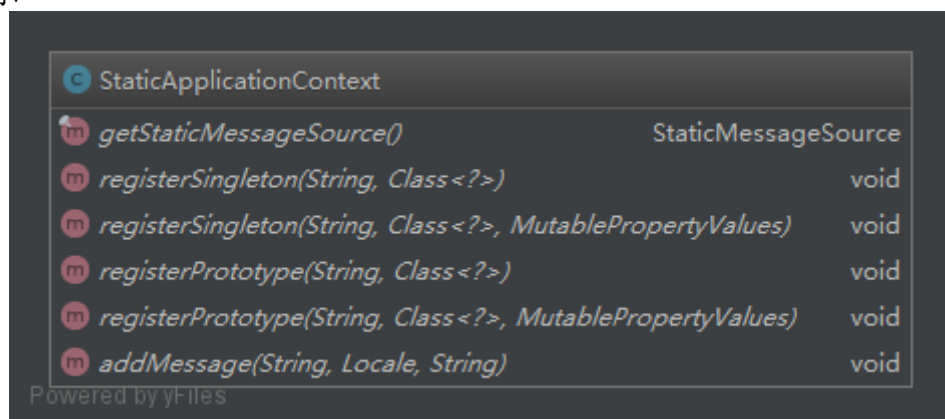 StaticApplicationContext
getStaticMessageSource() StaticMessageSource
registerSingleton(String, Class<?>) void
registerSingleton(String, Class<?>, MutablePropertyValues) void
registerPrototype(String, Class<?>) void
registerPrototype(String, Class<?>, MutablePropertyValues) void
addMessage(String, Locale, String) void
Powered by yFiles